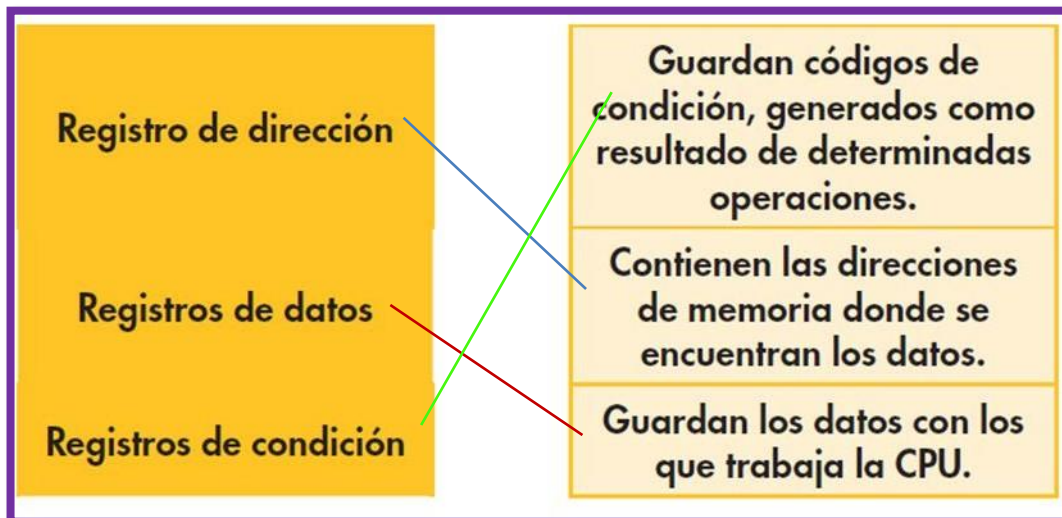 Registro de dirección
Registros de datos
Registros de condición
Guardan códigos de
condición, generados como
resultado de determinadas
operaciones.
Contienen las direcciones
de memoria donde se
encuentran los datos.
Guardan los datos con los
que trabaja la CPU.